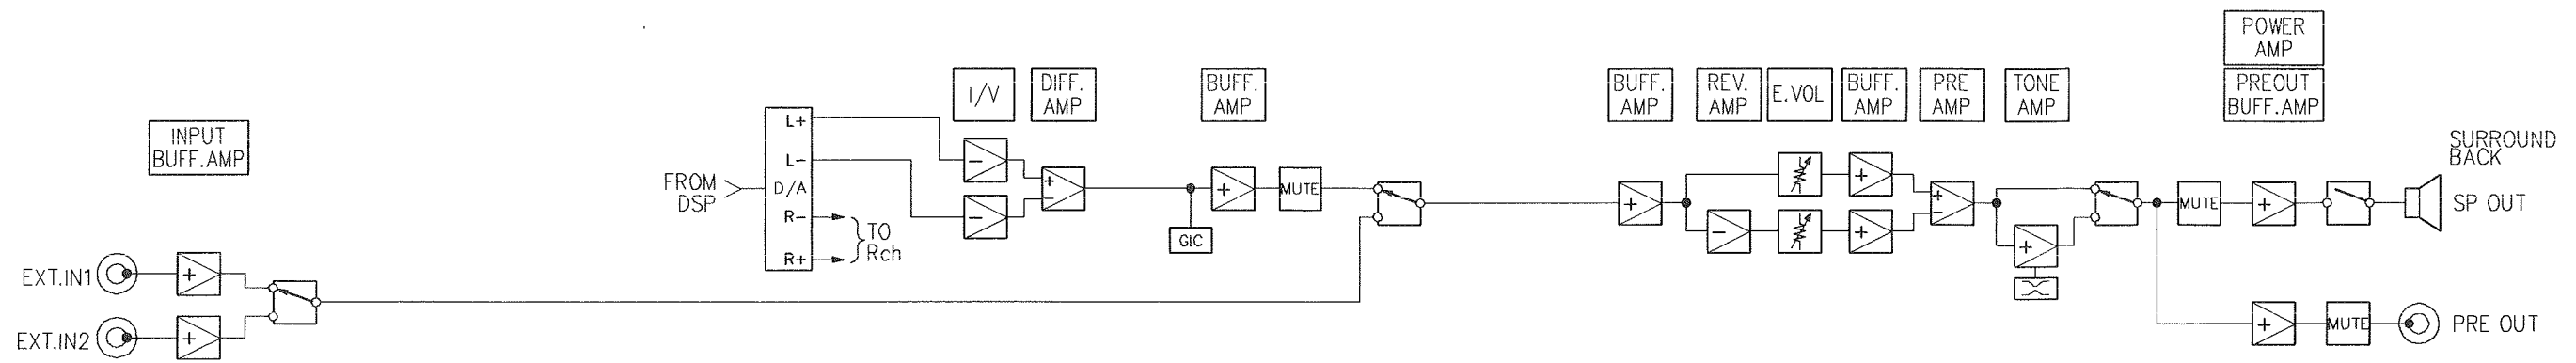 POWER
AMP
I/V
DIFF.
AMP
BUFF.
AMP
BUFF.
AMP
REV.
AMP
E.VOL
BUFF.
AMP
PRE
AMP
TONE
AMP
PREOUT
BUFF.AMP
INPUT
BUFF.AMP
L+
L-
D/A
R-
R+
FROM
DSP
TO
Rch
+
-
GIC
MUTE
MUTE
SURROUND
BACK
SP OUT
EXT.IN1
EXT.IN2
MUTE
PRE OUT